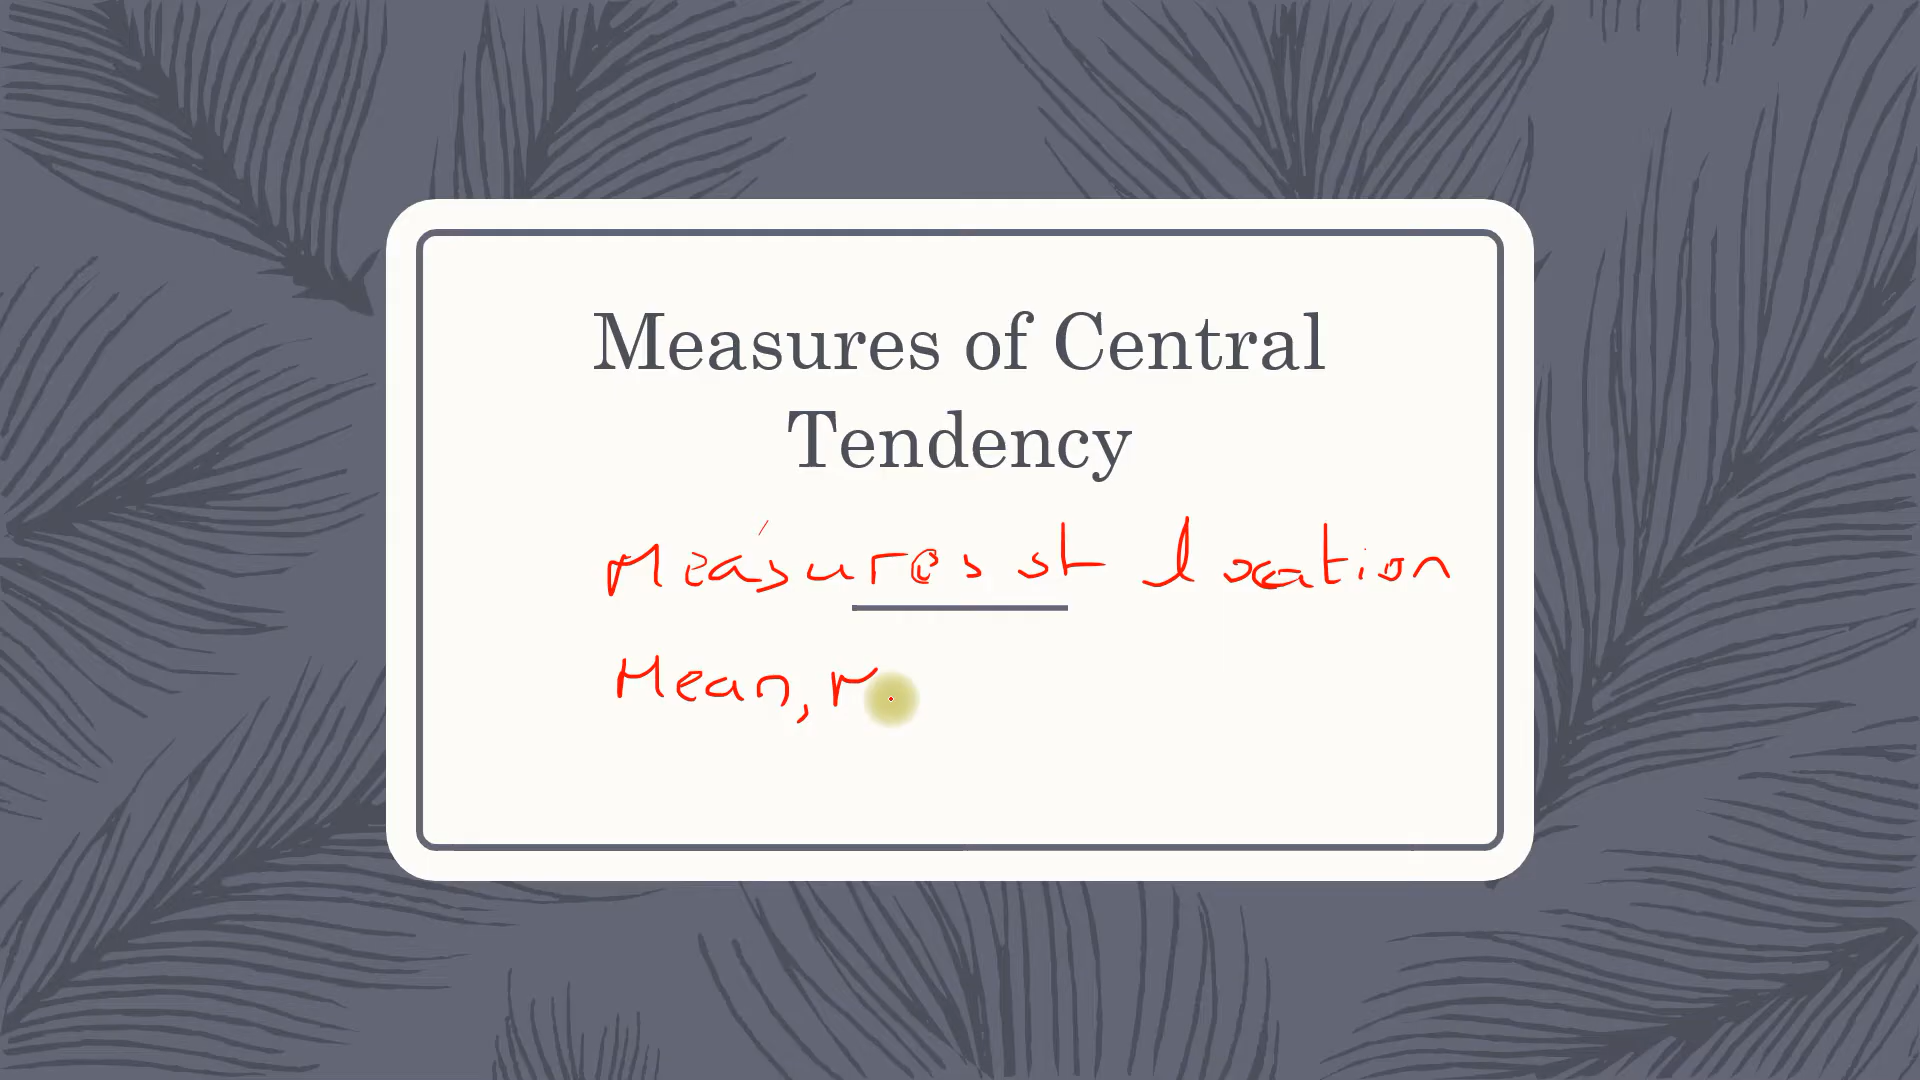 Measures of Central
Tendency
Measures of location
Mean, m